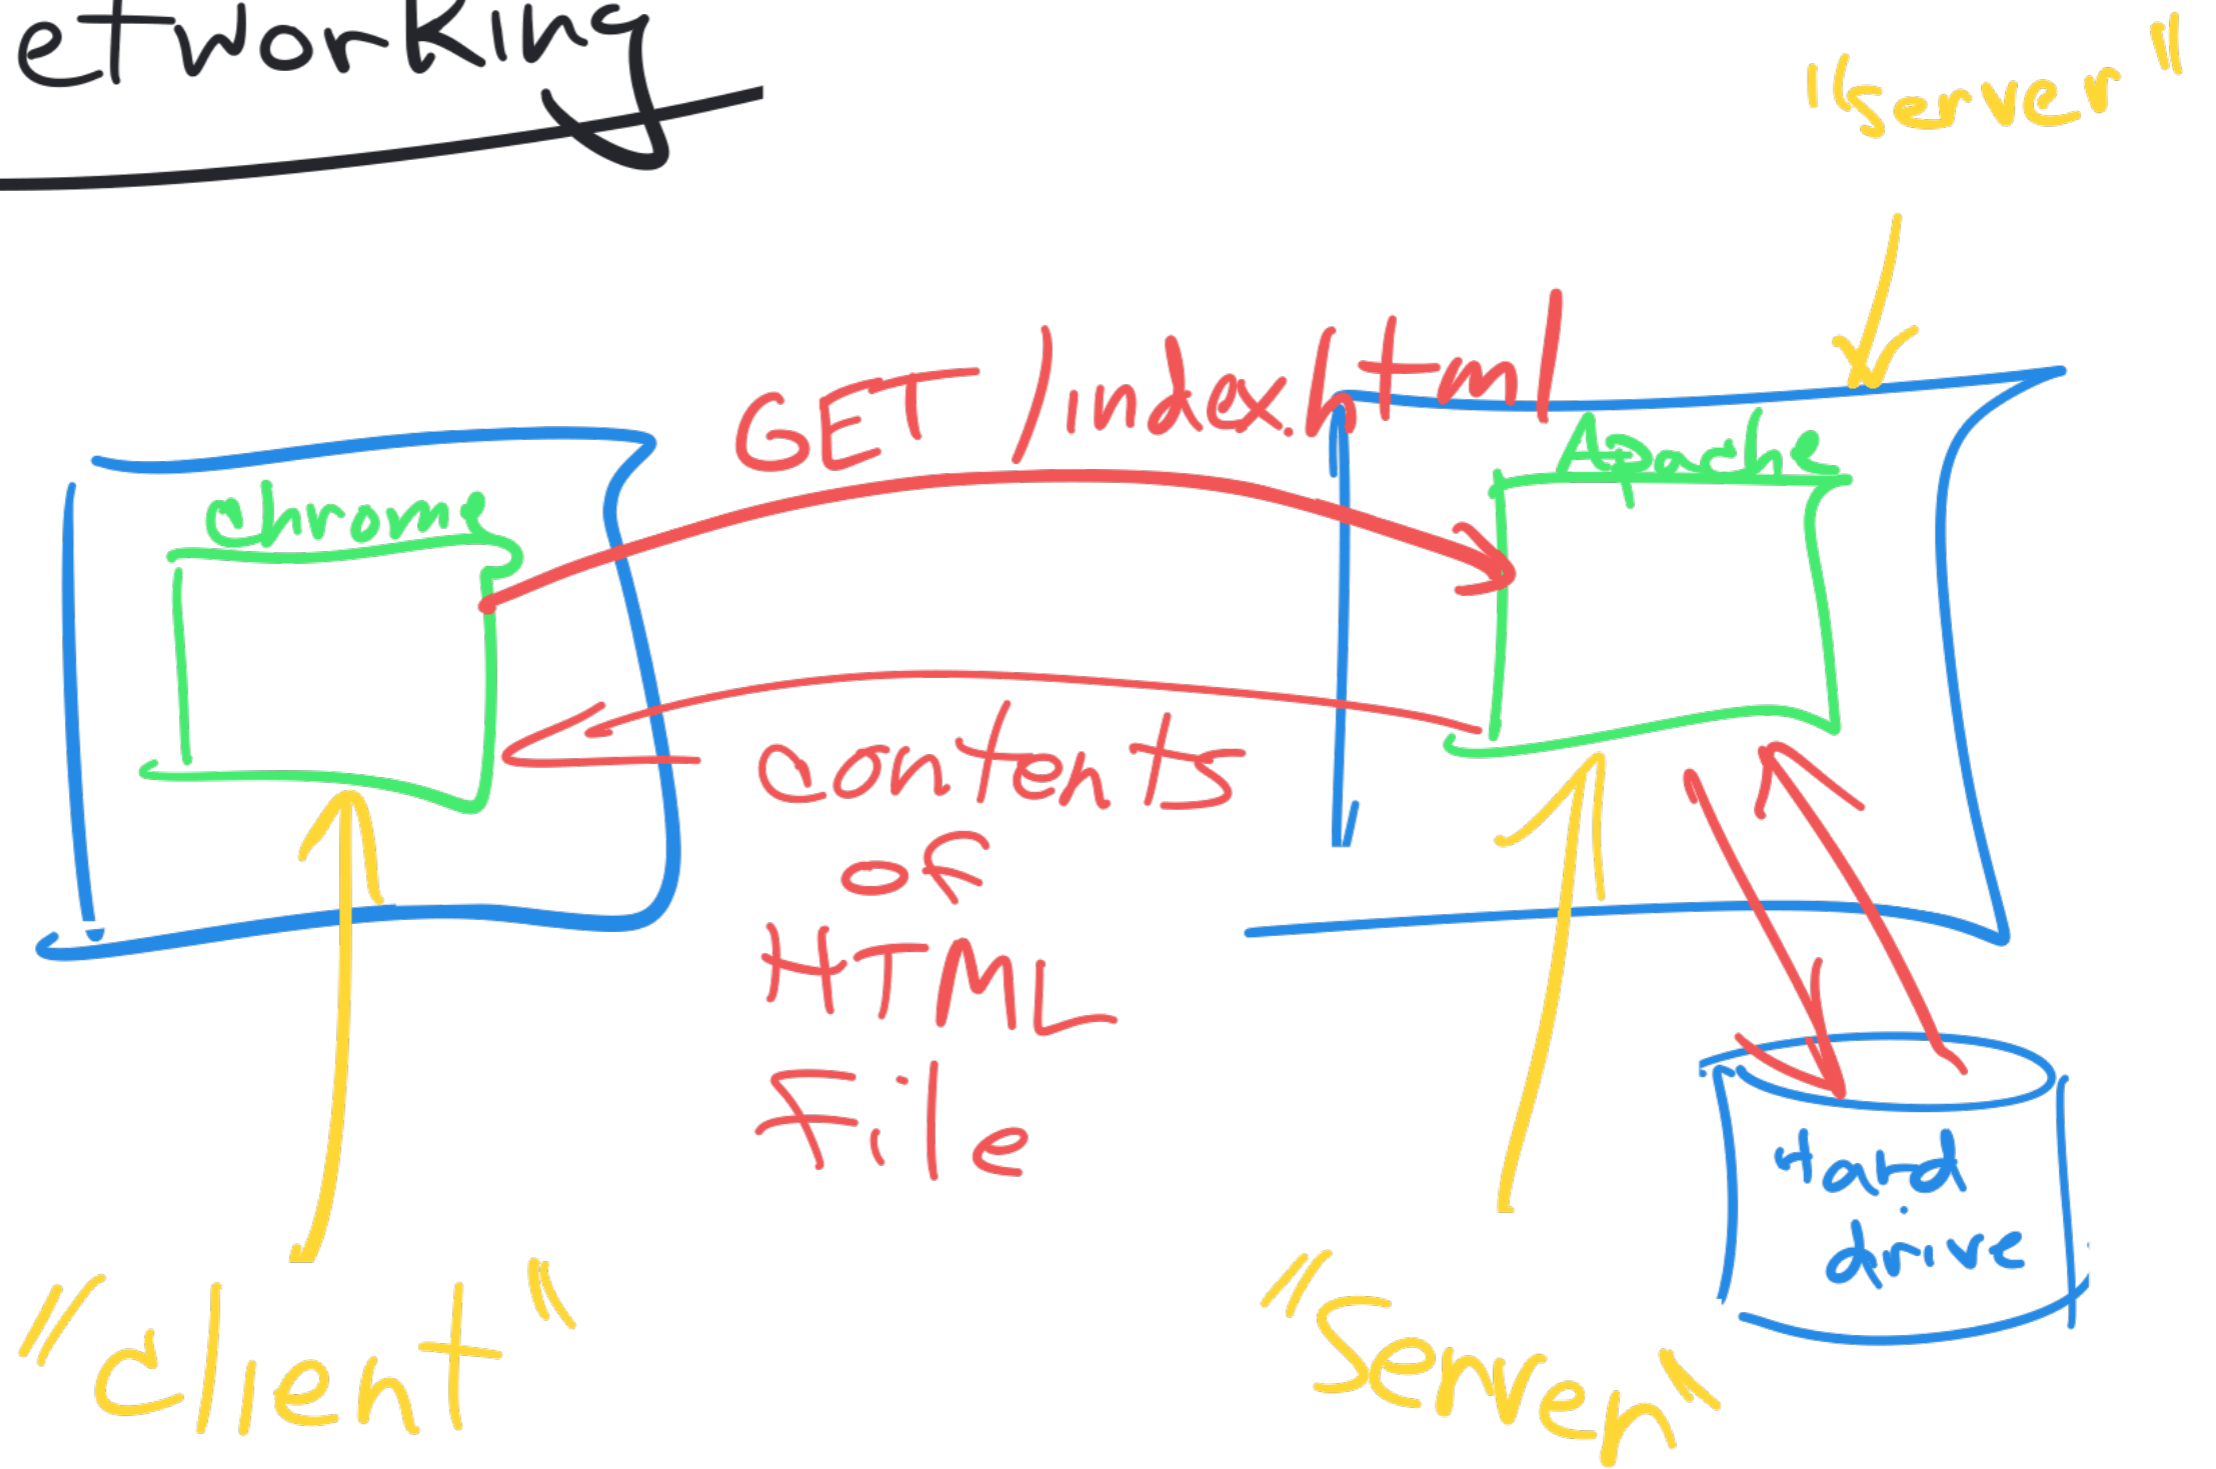 etworking
"server"
GET /index.html
Apache
chrome
contents
of
HTML
File
Hard
drive
"client"
"Server"